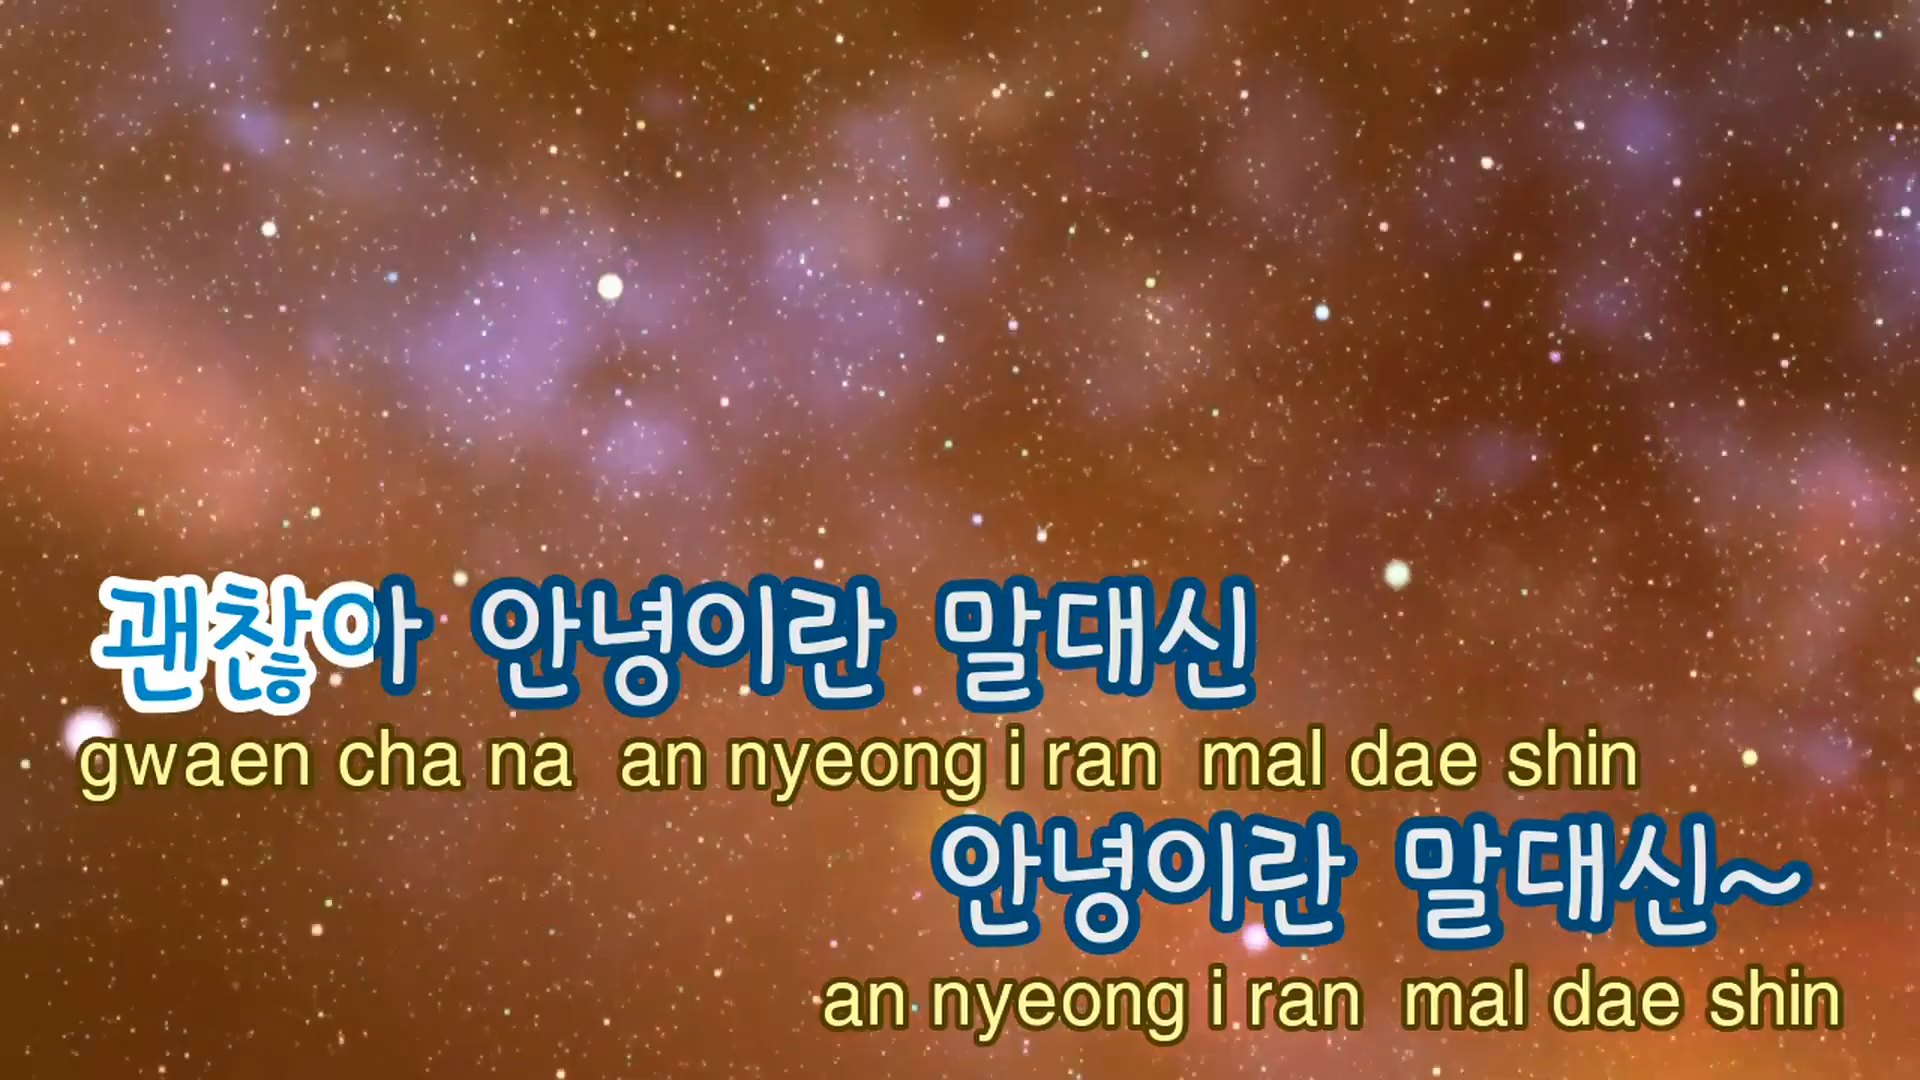 괜찮아 안녕이란 말대신
gwaen cha na an nyeong i ran mal dae shin
안녕이란 말대신~
an nyeong i ran mal dae shin